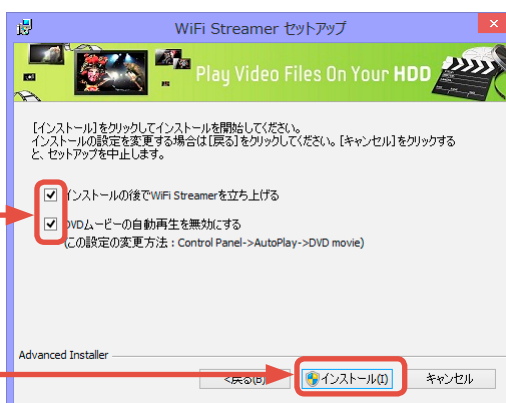 WiFi Streamer セットアップ
Play Video Files On Your HDD
[インストール]をクリックしてインストールを開始してください。
インストールの設定を変更する場合は[戻る]をクリックしてください。[キャンセル]をクリックする
と、セットアップを中止します。
インストールの後でWiFi Streamerを立ち上げる
DVDムービーの自動再生を無効にする
(この設定の変更方法 : Control Panel->AutoPlay->DVD movie)
Advanced Installer
<戻る(B) インストール(I) キャンセル